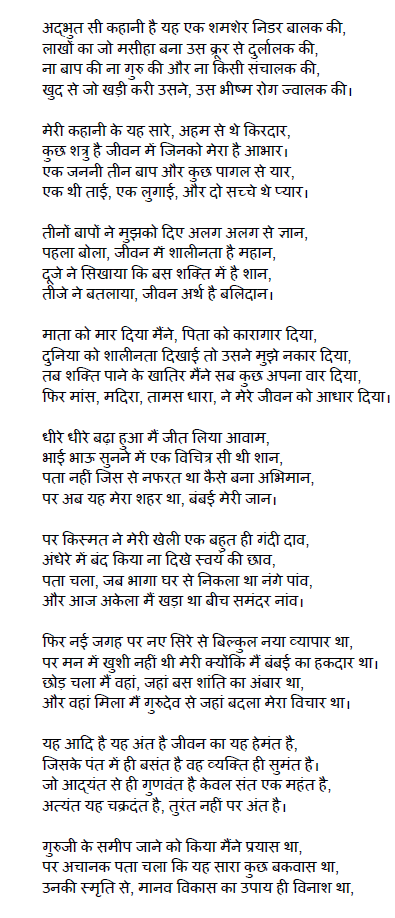 अद्भुत सी कहानी है यह एक शमशेर निडर बालक की,
लाखों का जो मसीहा बना उस क्रूर से दुर्लालक की,
ना बाप की ना गुरु की और ना किसी संचालक की,
खुद से जो खड़ी करी उसने, उस भीष्म रोग ज्वालक की।
मेरी कहानी के यह सारे, अहम से थे किरदार,
कुछ शत्रु है जीवन में जिनको मेरा है आभार।
एक जननी तीन बाप और कुछ पागल से यार,
एक थी ताई, एक लुगाई, और दो सच्चे थे प्यार।
तीनों बापों ने मुझको दिए अलग अलग से ज्ञान,
पहला बोला, जीवन में शालीनता है महान,
दूजे ने सिखाया कि बस शक्ति में है शान,
तीजे ने बतलाया, जीवन अर्थ है बलिदान।
माता को मार दिया मैंने, पिता को कारागार दिया,
दुनिया को शालीनता दिखाई तो उसने मुझे नकार दिया,
तब शक्ति पाने के खातिर मैंने सब कुछ अपना वार दिया,
फिर मांस, मदिरा, तामस धारा, ने मेरे जीवन को आधार दिया।
धीरे धीरे बढ़ा हुआ मैं जीत लिया आवाम,
भाई भाऊ सुनने में एक विचित्र सी थी शान,
पता नहीं जिस से नफरत था कैसे बना अभिमान,
पर अब यह मेरा शहर था, बंबई मेरी जान।
पर किस्मत ने मेरी खेली एक बहुत ही गंदी दाव,
अंधेरे में बंद किया ना दिखे स्वयं की छाव,
पता चला, जब भागा घर से निकला था नंगे पांव,
और आज अकेला मैं खड़ा था बीच समंदर नांव।
फिर नई जगह पर नए सिरे से बिल्कुल नया व्यापार था,
पर मन में खुशी नहीं थी मेरी क्योंकि मैं बंबई का हकदार था।
छोड़ चला मैं वहां, जहां बस शांति का अंबार था,
और वहां मिला मैं गुरुदेव से जहां बदला मेरा विचार था।
यह आदि है यह अंत है जीवन का यह हेमंत है,
जिसके पंत में ही बसंत है वह व्यक्ति ही सुमंत है।
जो आद्यंत से ही गुणवंत है केवल संत एक महंत है,
अत्यंत यह चक्रदंत है, तुरंत नहीं पर अंत है।
गुरुजी के समीप जाने को किया मैंने प्रयास था,
पर अचानक पता चला कि यह सारा कुछ बकवास था,
उनकी स्मृति से, मानव विकास का उपाय ही विनाश था,